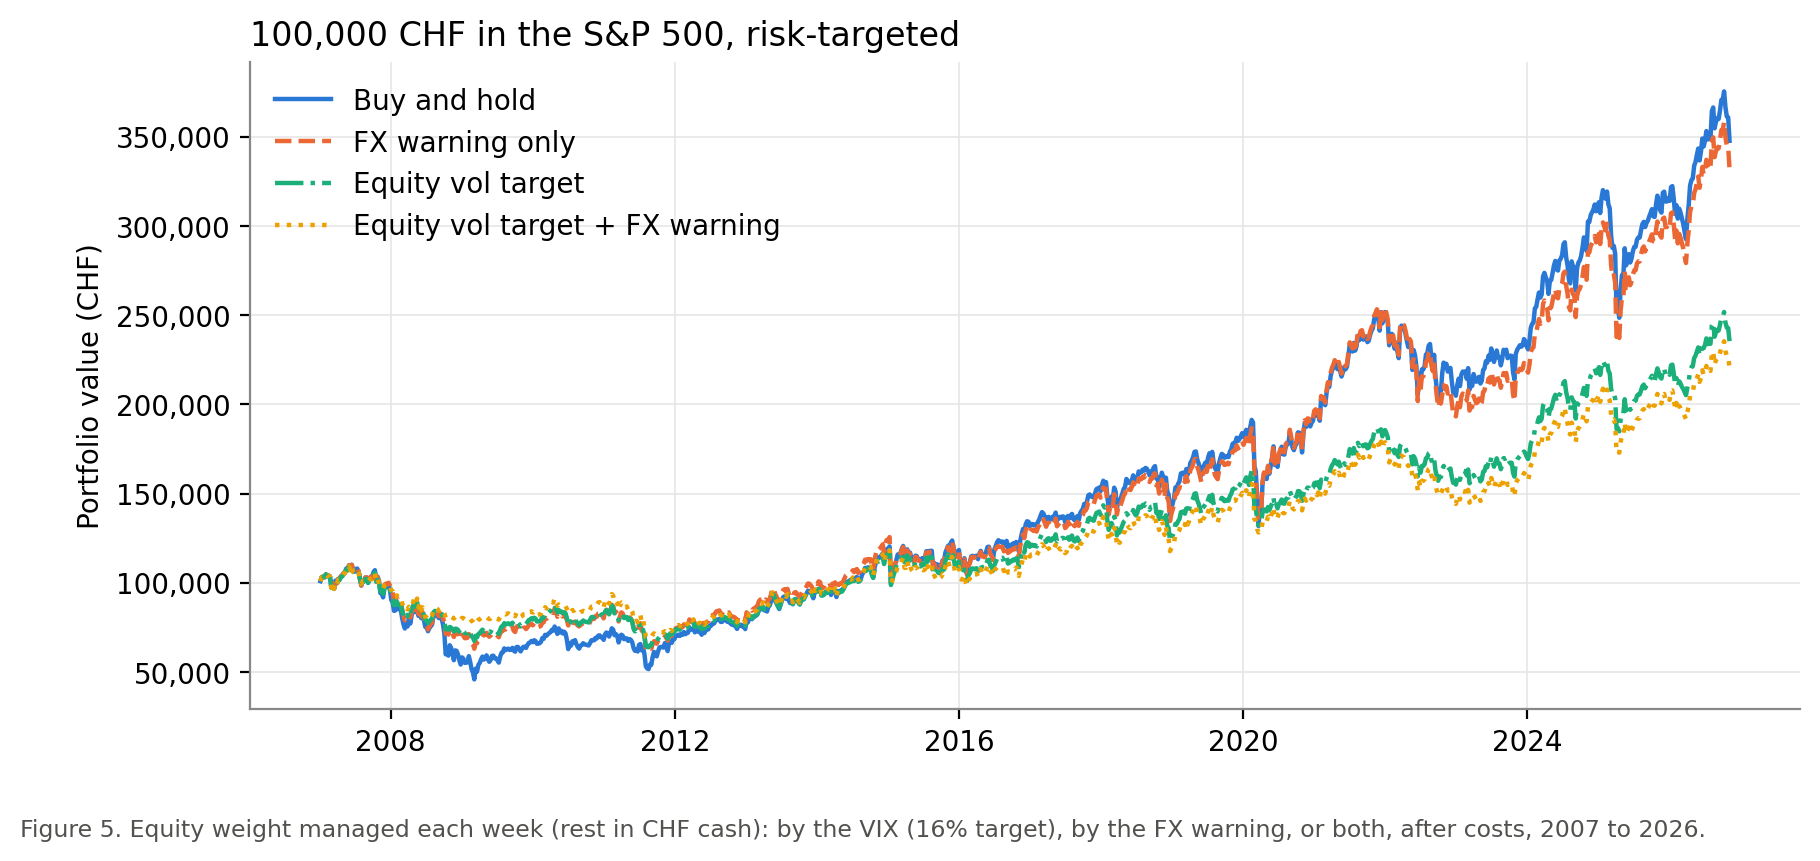 100,000 CHF in the S&P 500, risk-targeted
Buy and hold
FX warning only
Equity vol target
Equity vol target + FX warning
Portfolio value (CHF)
350,000
300,000
250,000
200,000
150,000
100,000
50,000
2008
2012
2016
2020
2024
Figure 5. Equity weight managed each week (rest in CHF cash): by the VIX (16% target), by the FX warning, or both, after costs, 2007 to 2026.